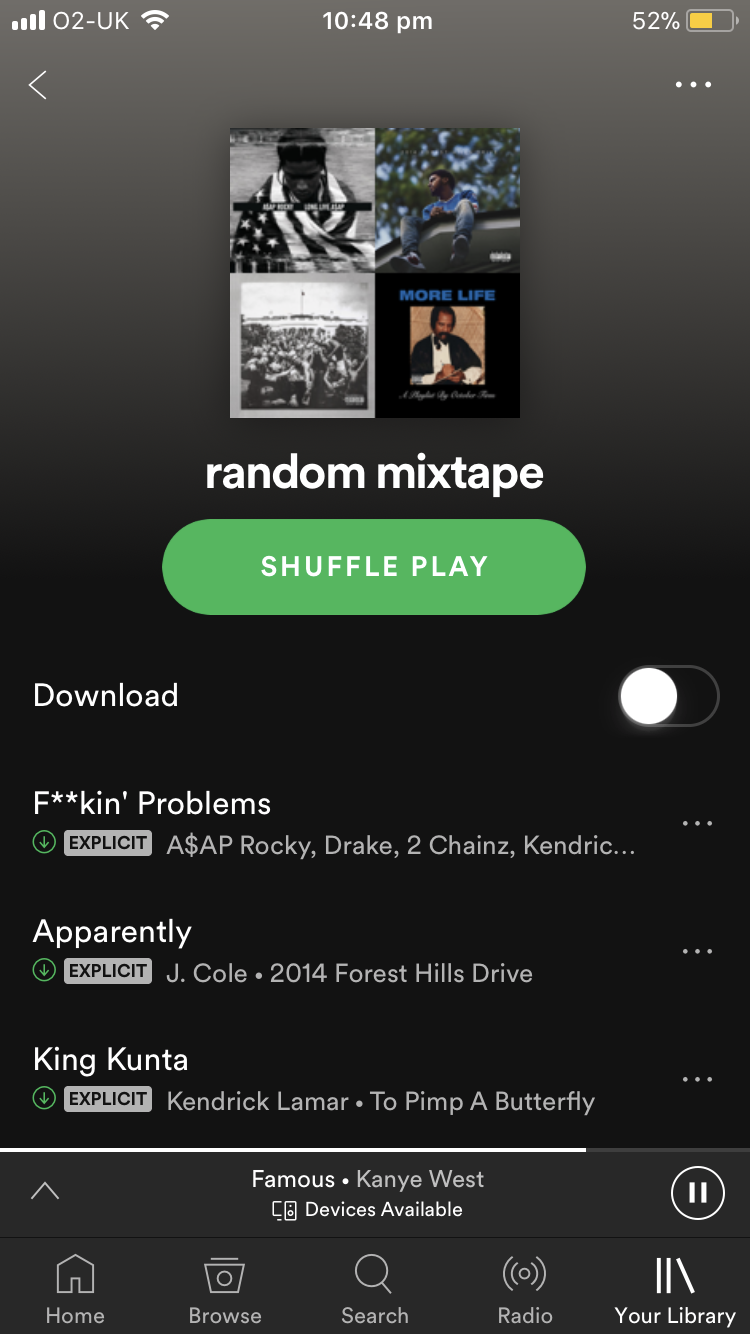 O2-UK 10:48 pm 52%
A$AP ROCKY LONG LIVE A$AP
MORE LIFE
A Playlist By October Firm
random mixtape
SHUFFLE PLAY
Download
F**kin' Problems
EXPLICIT A$AP Rocky, Drake, 2 Chainz, Kendric...
Apparently
EXPLICIT J. Cole • 2014 Forest Hills Drive
King Kunta
EXPLICIT Kendrick Lamar • To Pimp A Butterfly
Famous • Kanye West
Devices Available
Home Browse Search Radio Your Library